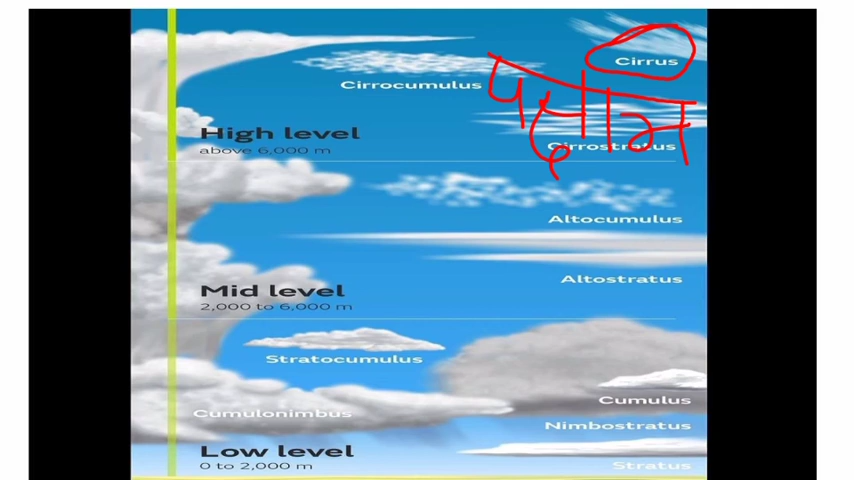 Cirrus
Cirrocumulus
High level
above 6,000 m
Cirrostratus
Altocumulus
Altostratus
Mid level
2,000 to 6,000 m
Stratocumulus
Cumulus
Cumulonimbus
Nimbostratus
Low level
0 to 2,000 m
Stratus